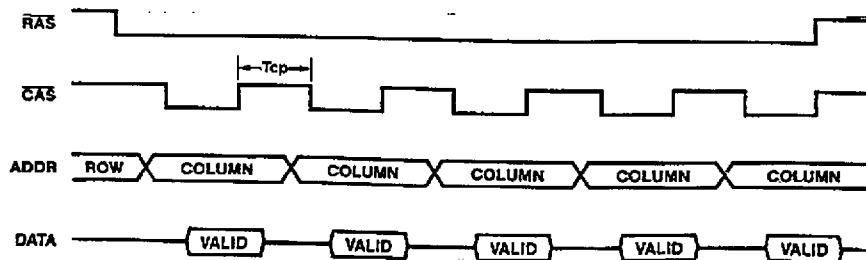 RAS
Tcp
CAS
ADDR ROW COLUMN COLUMN COLUMN COLUMN COLUMN
DATA VALID VALID VALID VALID VALID